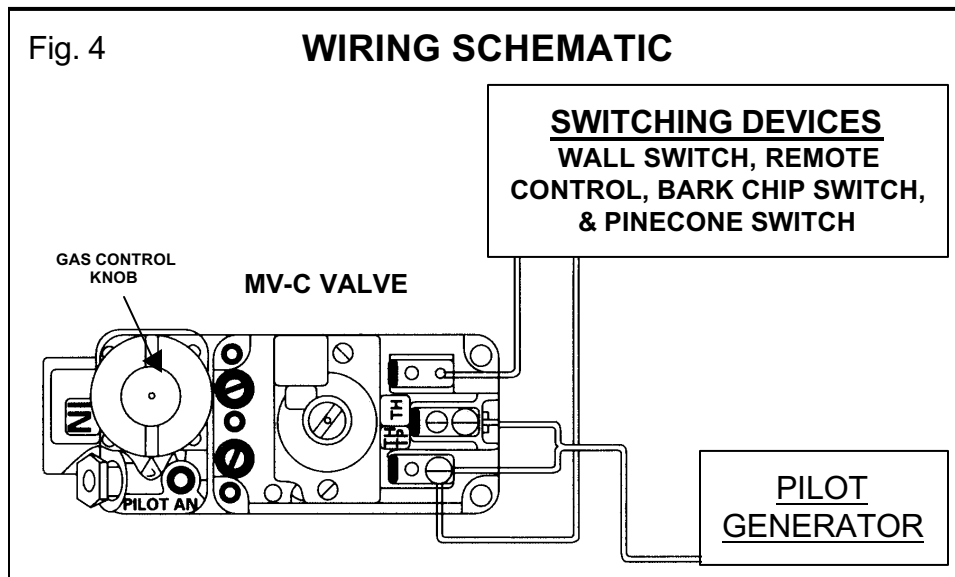 Fig. 4
WIRING SCHEMATIC
SWITCHING DEVICES
WALL SWITCH, REMOTE
CONTROL, BARK CHIP SWITCH,
& PINECONE SWITCH
GAS CONTROL
KNOB
MV-C VALVE
IN
TH
PILOT AN
PILOT
GENERATOR